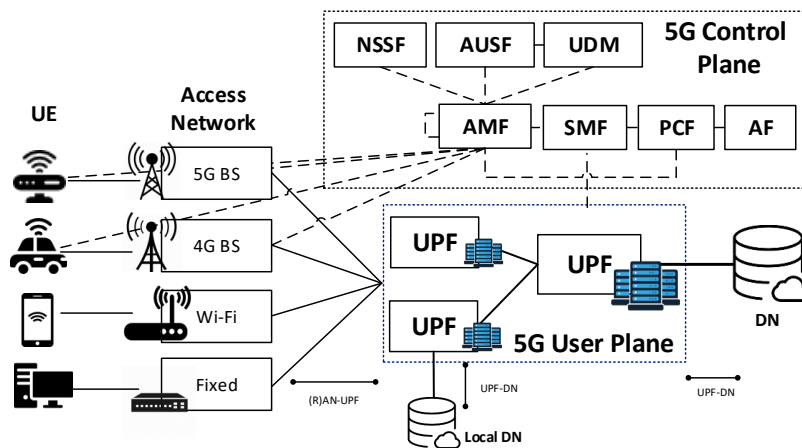 NSSF
AUSF
UDM
5G Control
Plane
UE
Access
Network
AMF
SMF
PCF
AF
5G BS
4G BS
UPF
UPF
Wi-Fi
UPF
5G User Plane
DN
Fixed
(R)AN-UPF
UPF-DN
UPF-DN
Local DN